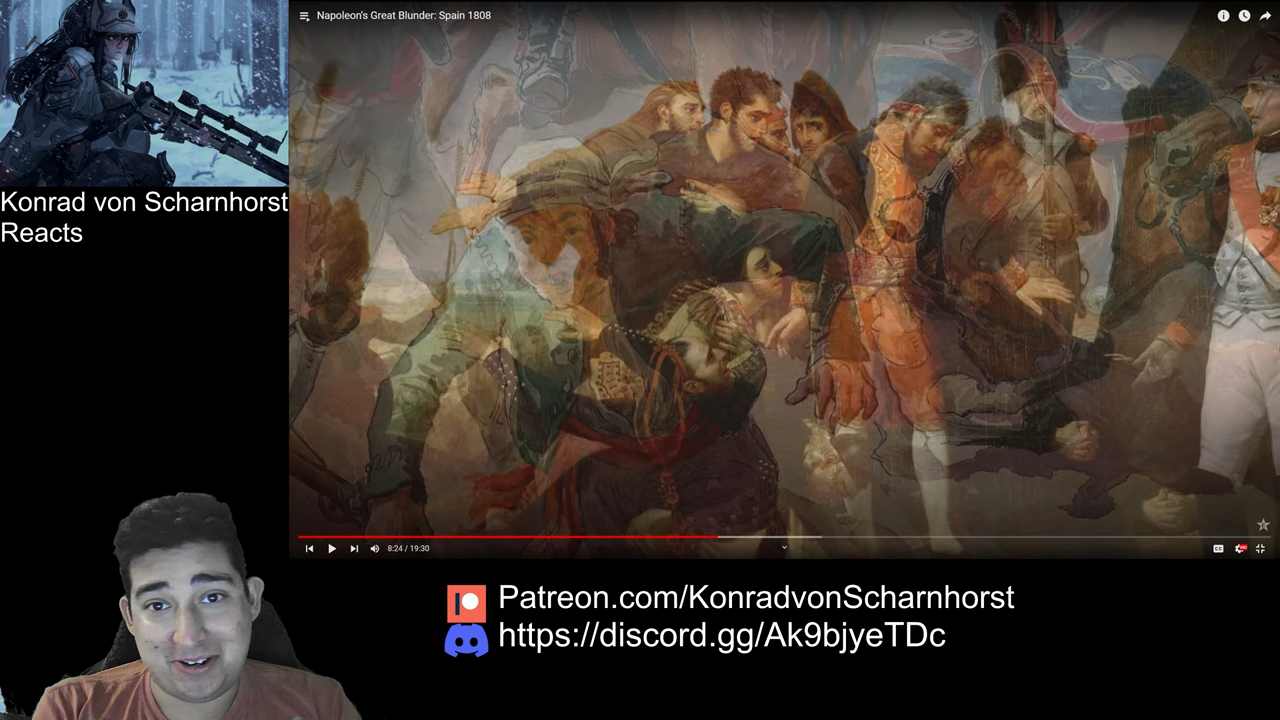 Napoleon's Great Blunder: Spain 1808
Konrad von Scharnhorst
Reacts
8:24 / 19:30
CC
Patreon.com/KonradvonScharnhorst
https://discord.gg/Ak9bjyeTDc